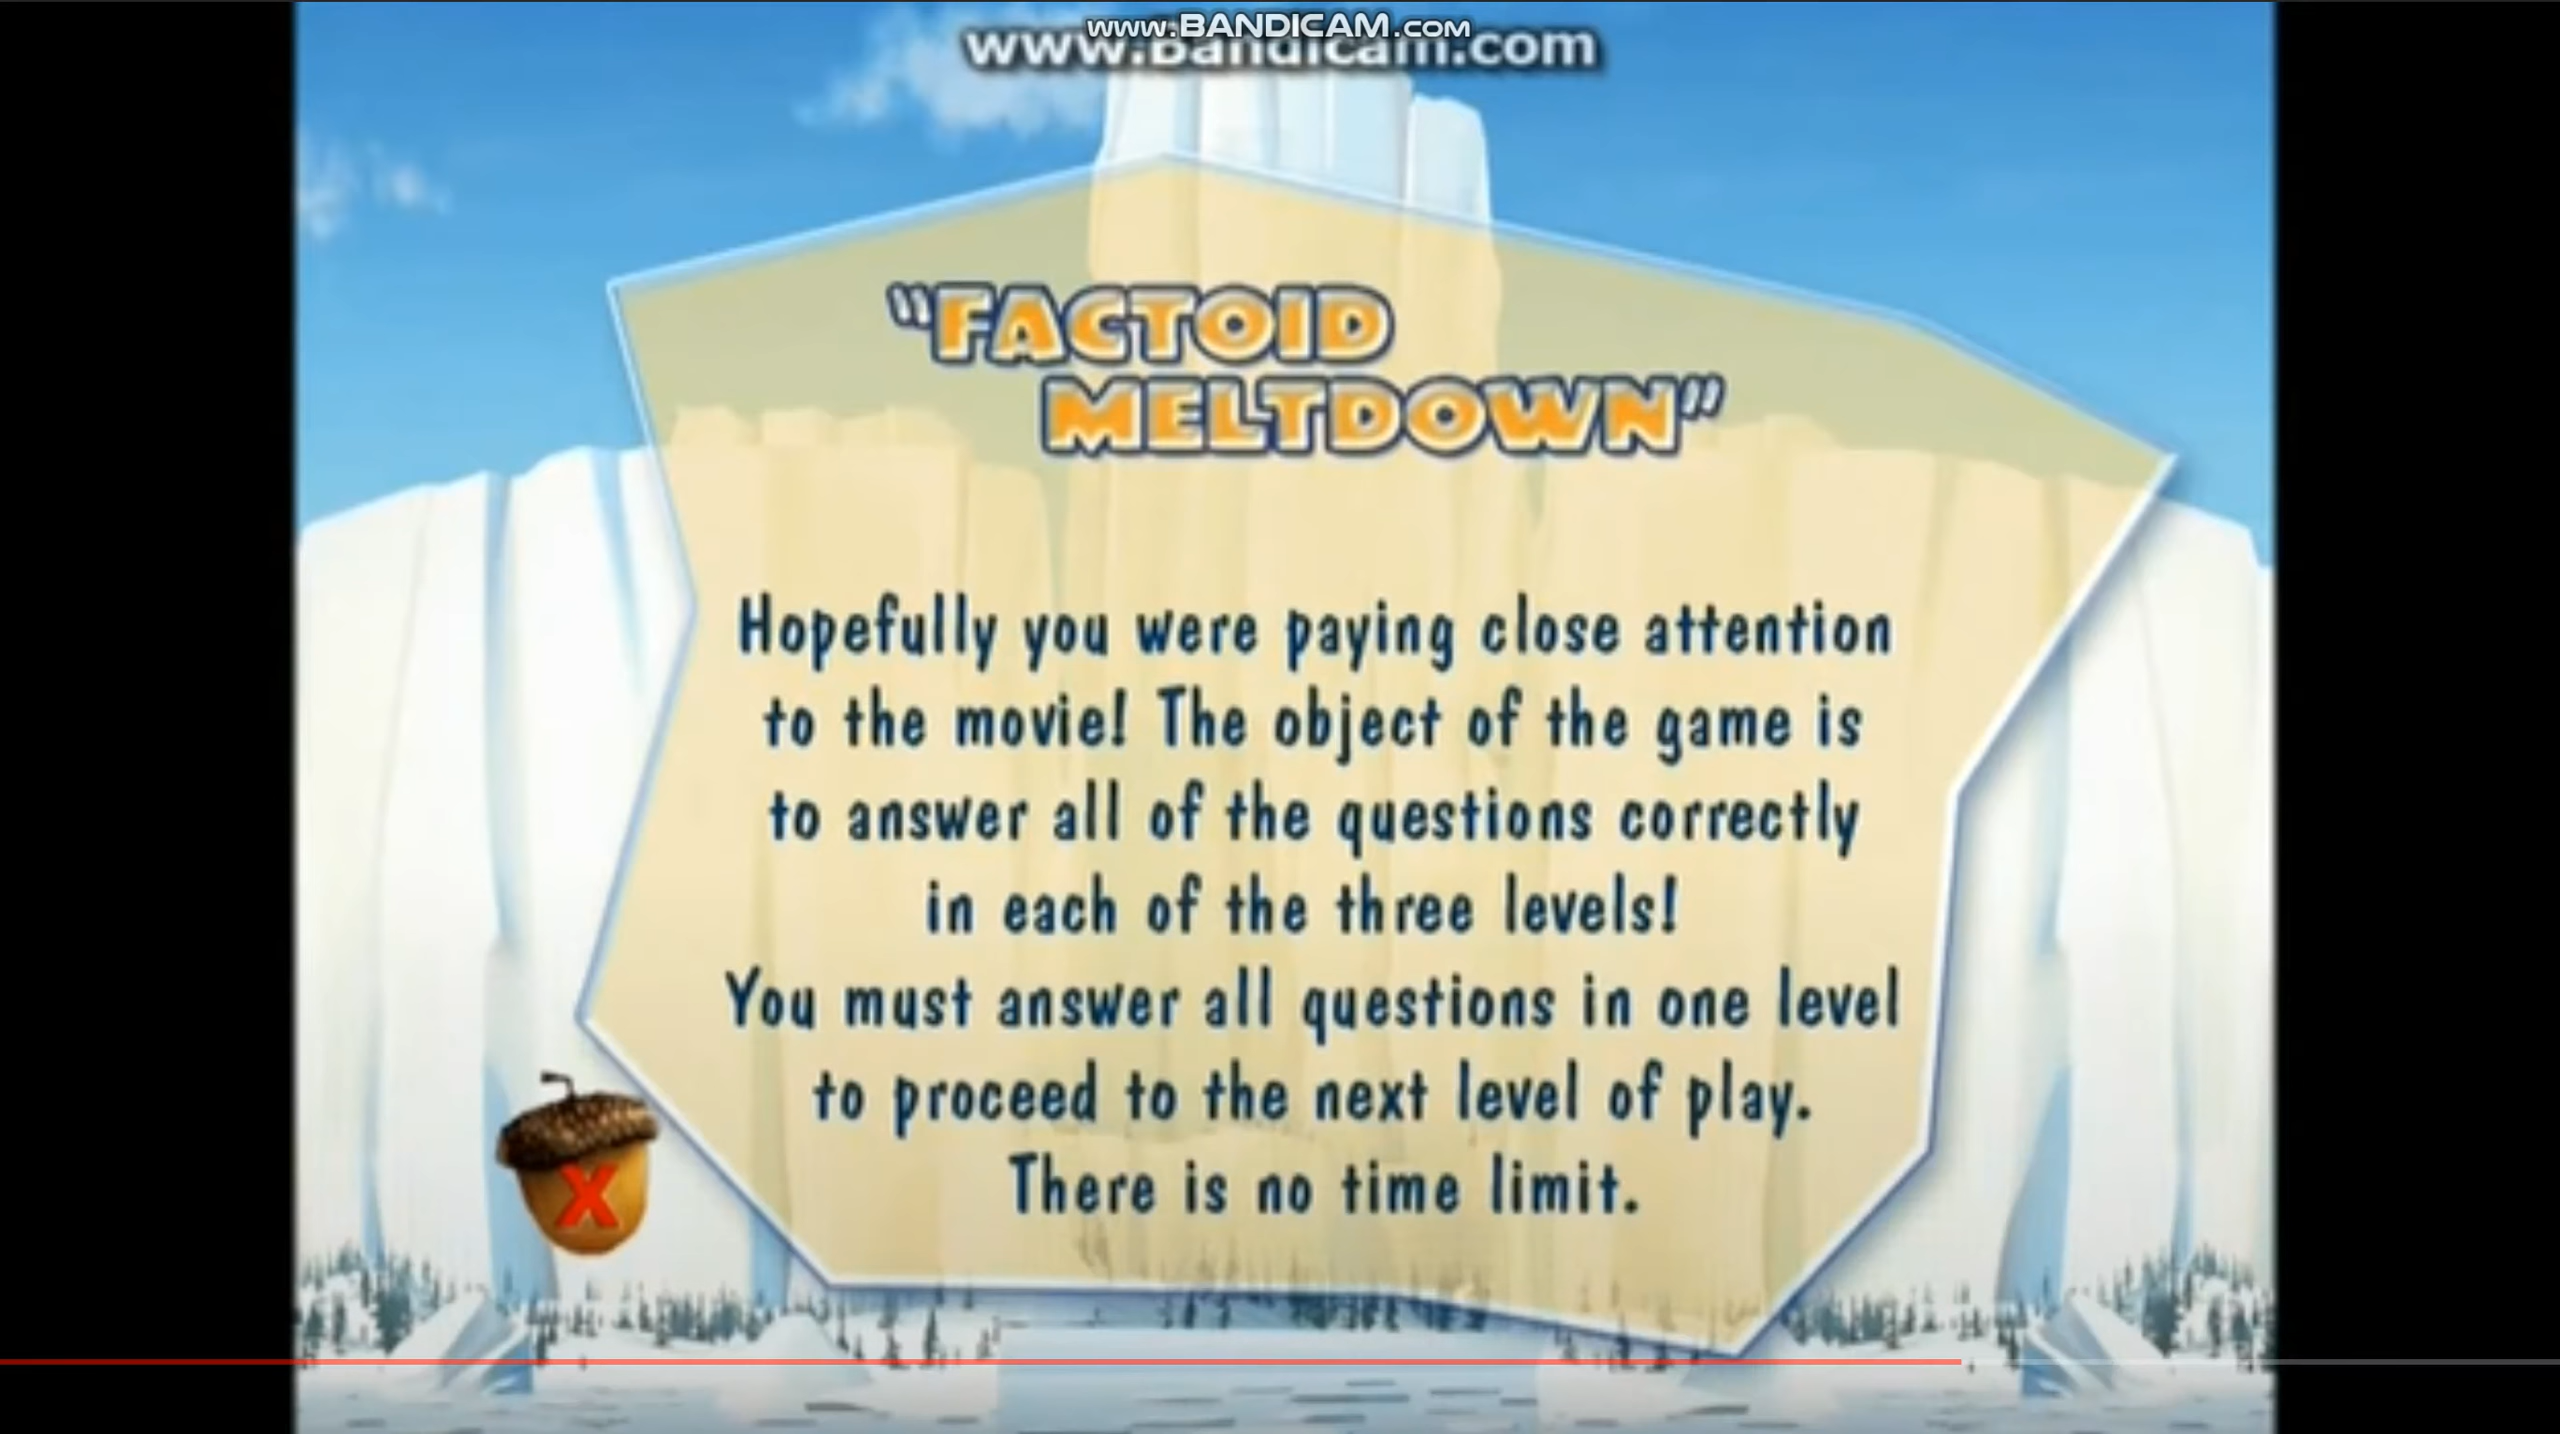 www.BANDICAM.com
www.Bandicam.com
"FACTOID
MELTDOWN"
Hopefully you were paying close attention
to the movie! The object of the game is
to answer all of the questions correctly
in each of the three levels!
You must answer all questions in one level
to proceed to the next level of play.
There is no time limit.
X